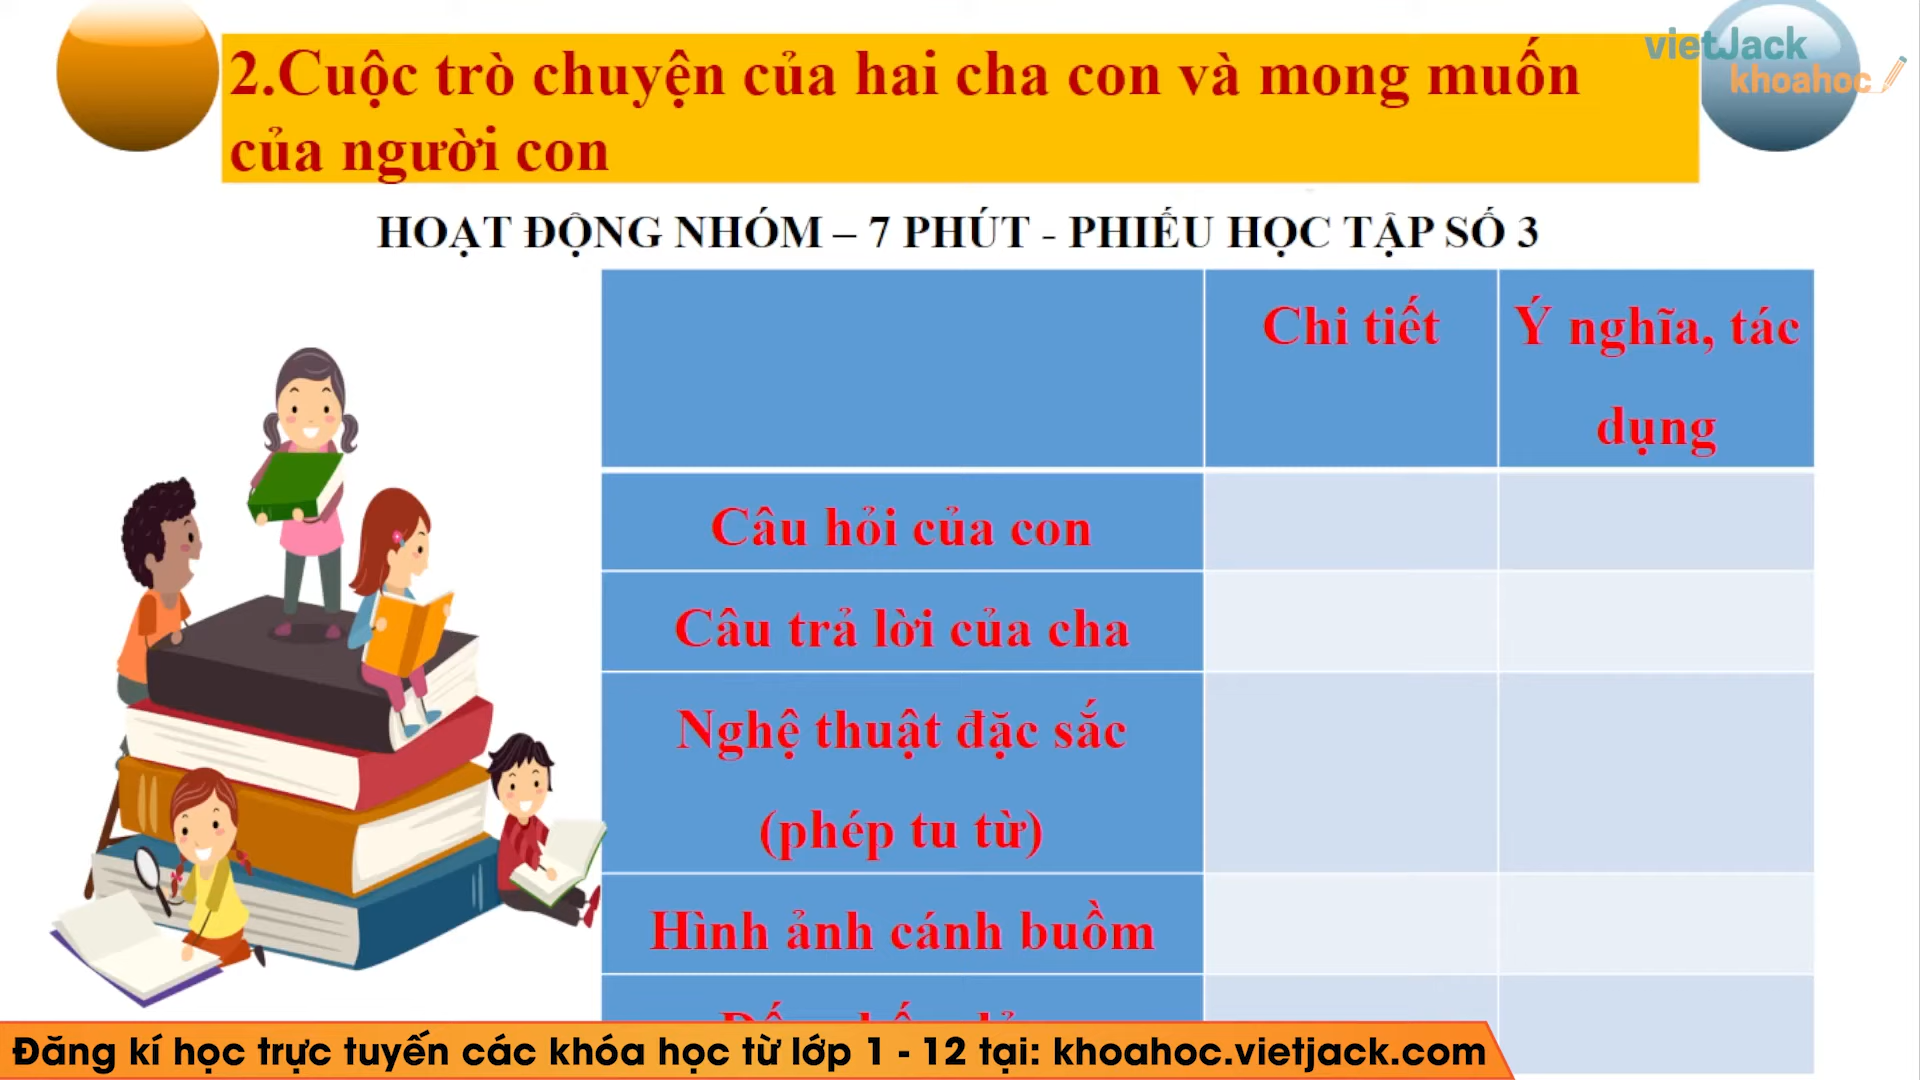 vietJack
khoahoc
2.Cuộc trò chuyện của hai cha con và mong muốn
của người con
HOẠT ĐỘNG NHÓM – 7 PHÚT - PHIẾU HỌC TẬP SỐ 3
Chi tiết
Ý nghĩa, tác
dụng
Câu hỏi của con
Câu trả lời của cha
Nghệ thuật đặc sắc
(phép tu từ)
Hình ảnh cánh buồm
Đăng kí học trực tuyến các khóa học từ lớp 1 - 12 tại: khoahoc.vietjack.com